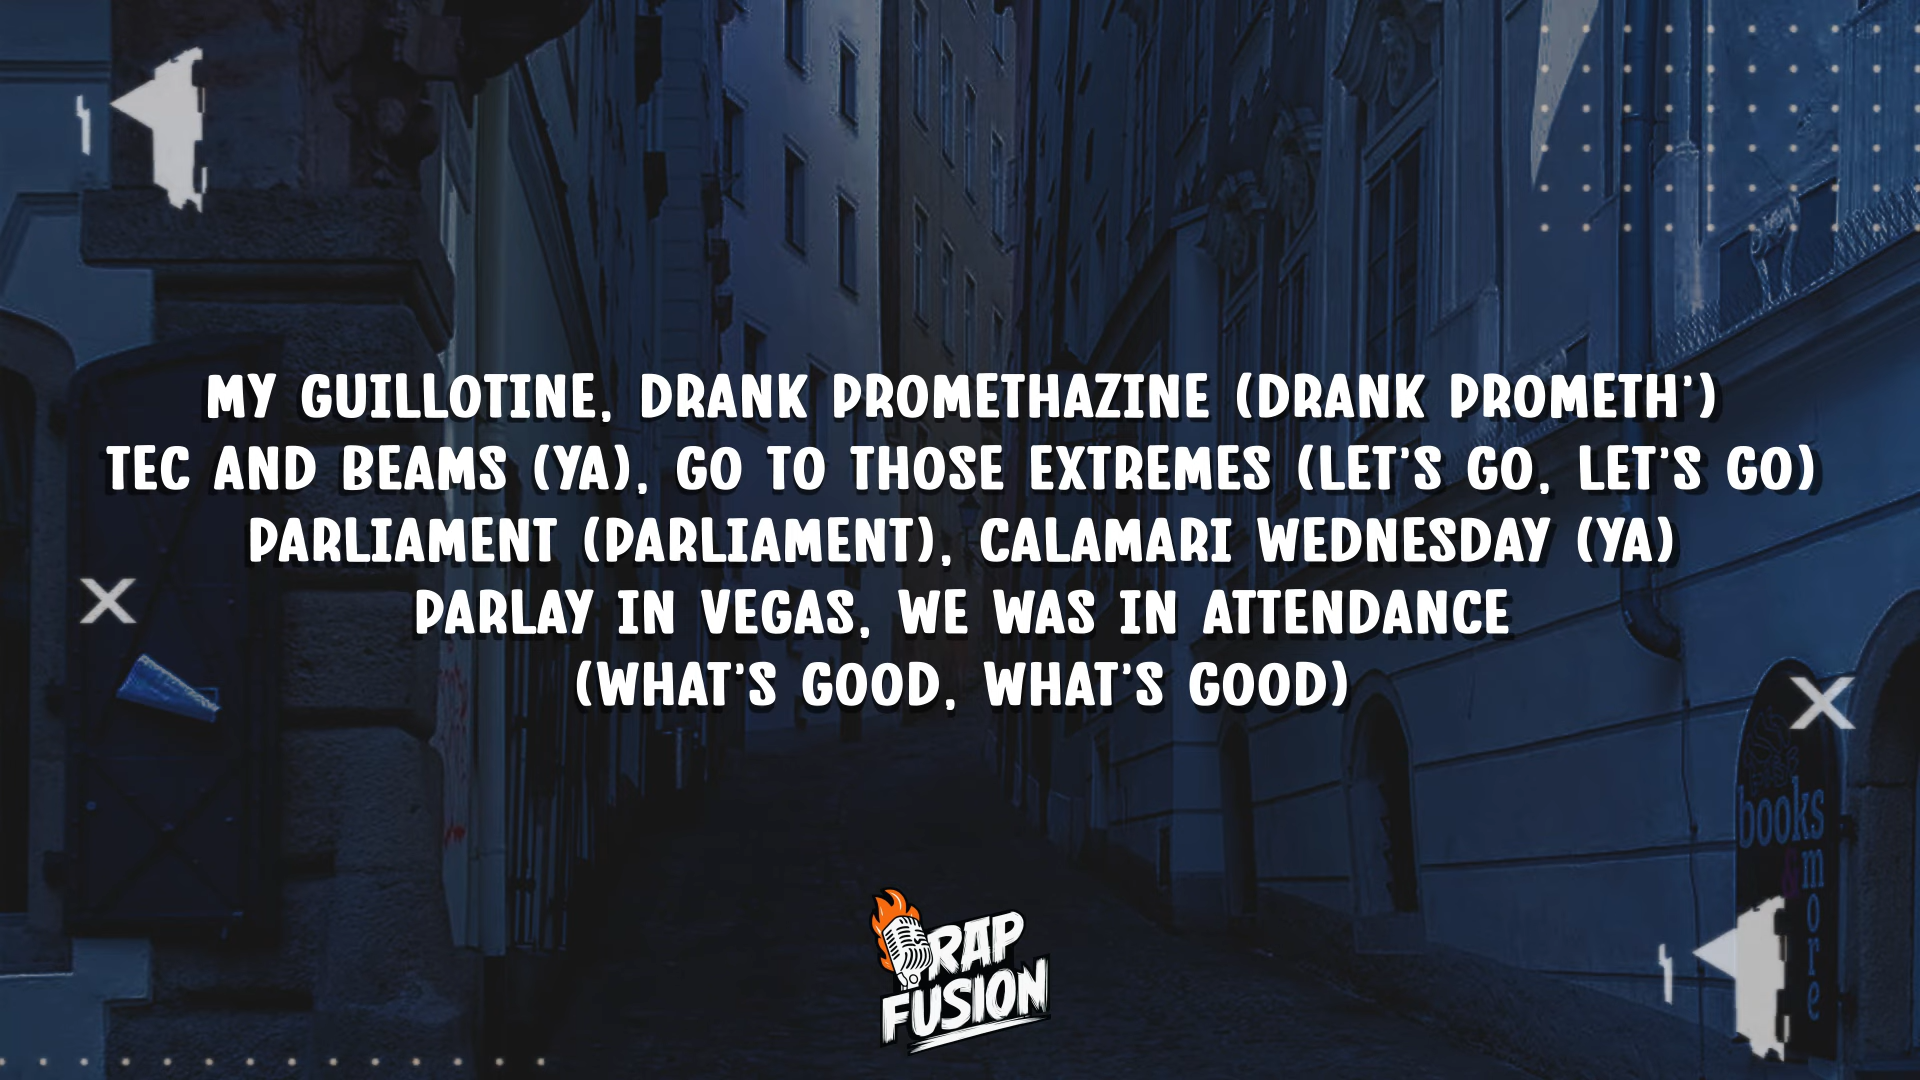 MY GUILLOTINE, DRANK PROMETHAZINE (DRANK PROMETH')
TEC AND BEAMS (YA), GO TO THOSE EXTREMES (LET'S GO, LET'S GO)
PARLIAMENT (PARLIAMENT), CALAMARI WEDNESDAY (YA)
PARLAY IN VEGAS, WE WAS IN ATTENDANCE
(WHAT'S GOOD, WHAT'S GOOD)
books
more
RAP
FUSION